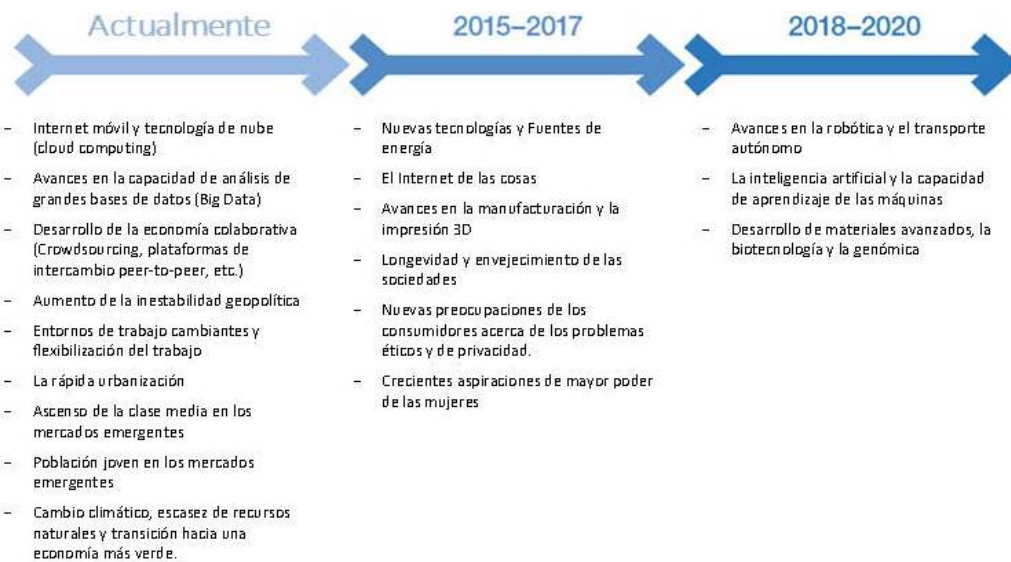 Actualmente
– Internet móvil y tecnología de nube
(cloud computing)
– Avances en la capacidad de análisis de
grandes bases de datos (Big Data)
– Desarrollo de la economía colaborativa
(Crowdsourcing, plataformas de
intercambio peer-to-peer, etc.)
– Aumento de la inestabilidad geopolítica
– Entornos de trabajo cambiantes y
flexibilización del trabajo
– La rápida urbanización
– Ascenso de la clase media en los
mercados emergentes
– Población joven en los mercados
emergentes
– Cambio climático, escasez de recursos
naturales y transición hacia una
economía más verde.
2015–2017
– Nuevas tecnologías y Fuentes de
energía
– El Internet de las cosas
– Avances en la manufacturación y la
impresión 3D
– Longevidad y envejecimiento de las
sociedades
– Nuevas preocupaciones de los
consumidores acerca de los problemas
éticos y de privacidad.
– Crecientes aspiraciones de mayor poder
de las mujeres
2018–2020
– Avances en la robótica y el transporte
autónomo
– La inteligencia artificial y la capacidad
de aprendizaje de las máquinas
– Desarrollo de materiales avanzados, la
biotecnología y la genómica